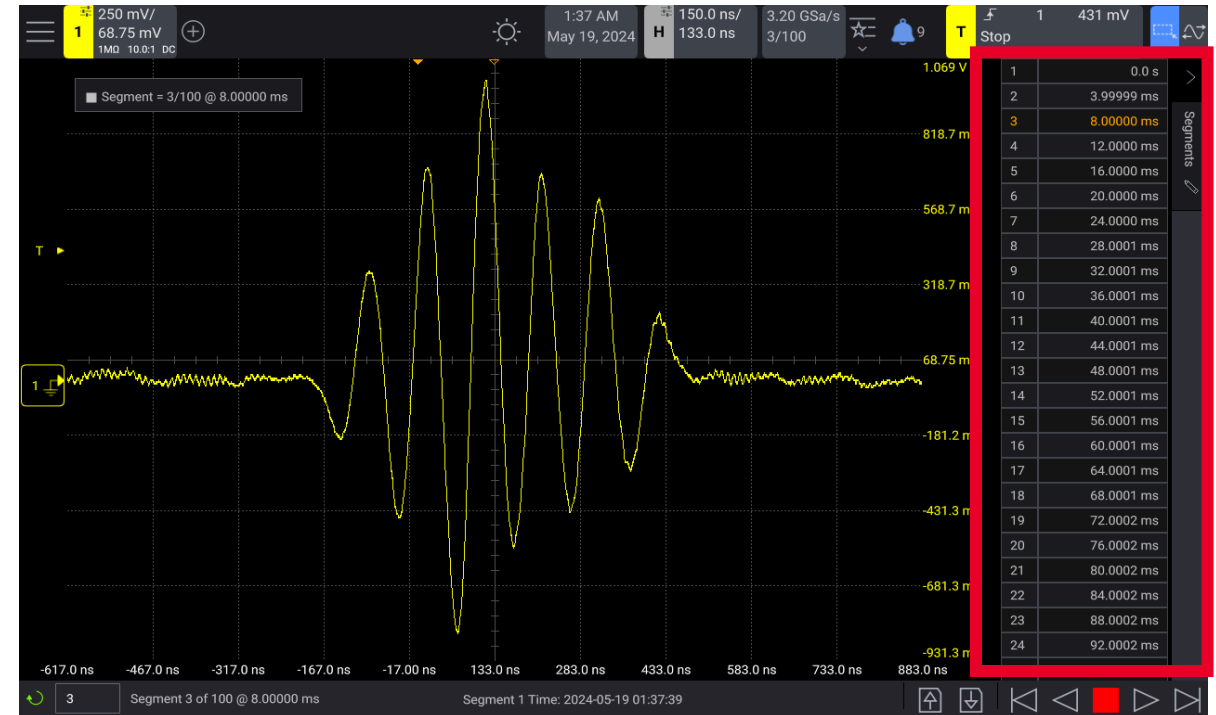 250 mV/
1
68.75 mV
1MΩ 10.0:1 DC
1:37 AM
May 19, 2024
H
150.0 ns/
133.0 ns
3.20 GSa/s
3/100
9
T
1
431 mV
Stop
Segment = 3/100 @ 8.00000 ms
1.069 V
818.7 m
568.7 m
318.7 m
68.75 m
-181.2 m
-431.3 m
-681.3 m
-931.3 m
T
1
-617.0 ns
-467.0 ns
-317.0 ns
-167.0 ns
-17.00 ns
133.0 ns
283.0 ns
433.0 ns
583.0 ns
733.0 ns
883.0 ns
1 0.0 s
2 3.99999 ms
3 8.00000 ms
4 12.0000 ms
5 16.0000 ms
6 20.0000 ms
7 24.0000 ms
8 28.0001 ms
9 32.0001 ms
10 36.0001 ms
11 40.0001 ms
12 44.0001 ms
13 48.0001 ms
14 52.0001 ms
15 56.0001 ms
16 60.0001 ms
17 64.0001 ms
18 68.0001 ms
19 72.0002 ms
20 76.0002 ms
21 80.0002 ms
22 84.0002 ms
23 88.0002 ms
24 92.0002 ms
Segments
3
Segment 3 of 100 @ 8.00000 ms
Segment 1 Time: 2024-05-19 01:37:39